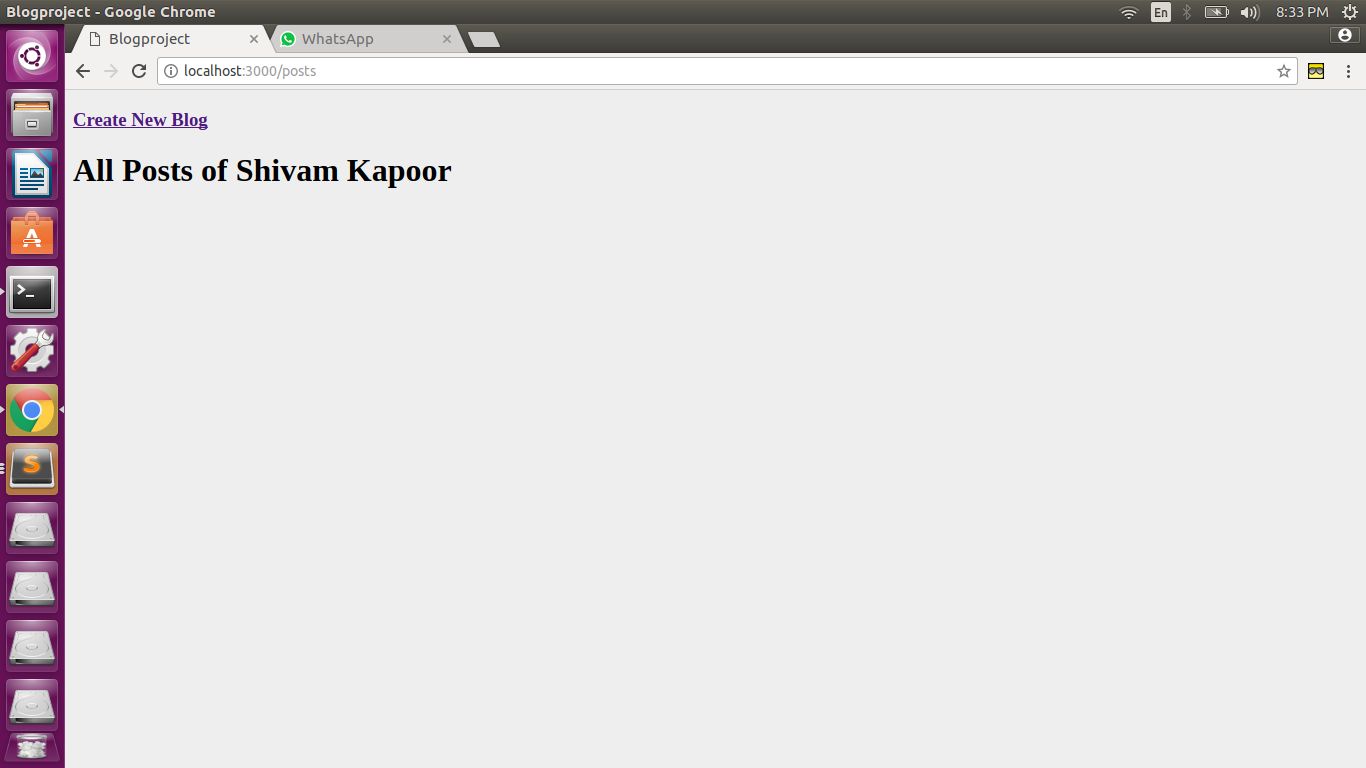 Blogproject - Google Chrome
En
8:33 PM
Blogproject
WhatsApp
localhost:3000/posts
Create New Blog
All Posts of Shivam Kapoor